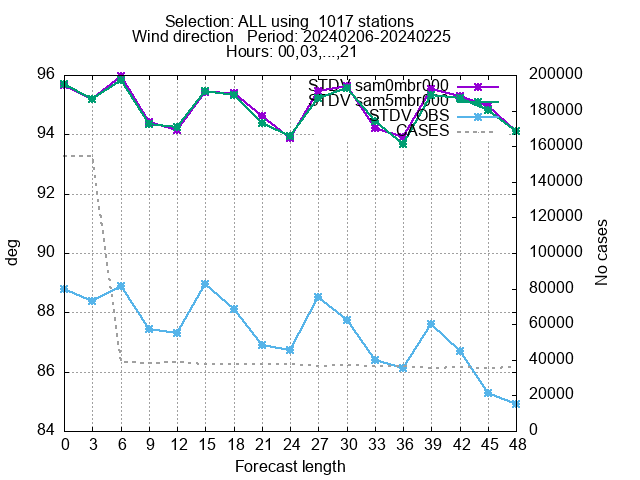 Selection: ALL using  1017 stations
Wind direction   Period: 20240206-20240225
Hours: 00,03,...,21
STDV sam0mbr000
STDV sam5mbr000
STDV OBS
CASES
96
94
92
90
88
86
84
deg
200000
180000
160000
140000
120000
100000
80000
60000
40000
20000
0
No cases
0 3 6 9 12 15 18 21 24 27 30 33 36 39 42 45 48
Forecast length